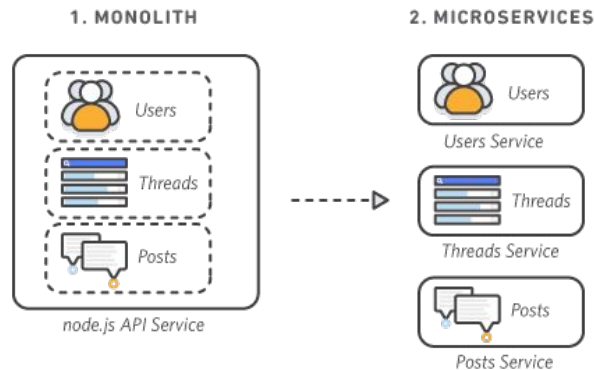 1. MONOLITH
Users
Threads
Posts
node.js API Service
2. MICROSERVICES
Users
Users Service
Threads
Threads Service
Posts
Posts Service